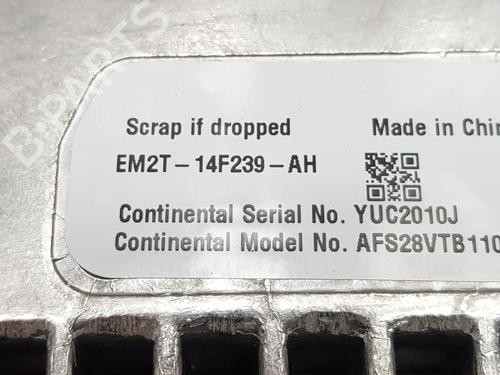 B-PARTS
Scrap if dropped Made in Chin
EM2T-14F239-AH
Continental Serial No. YUC2010J
Continental Model No. AFS28VTB110